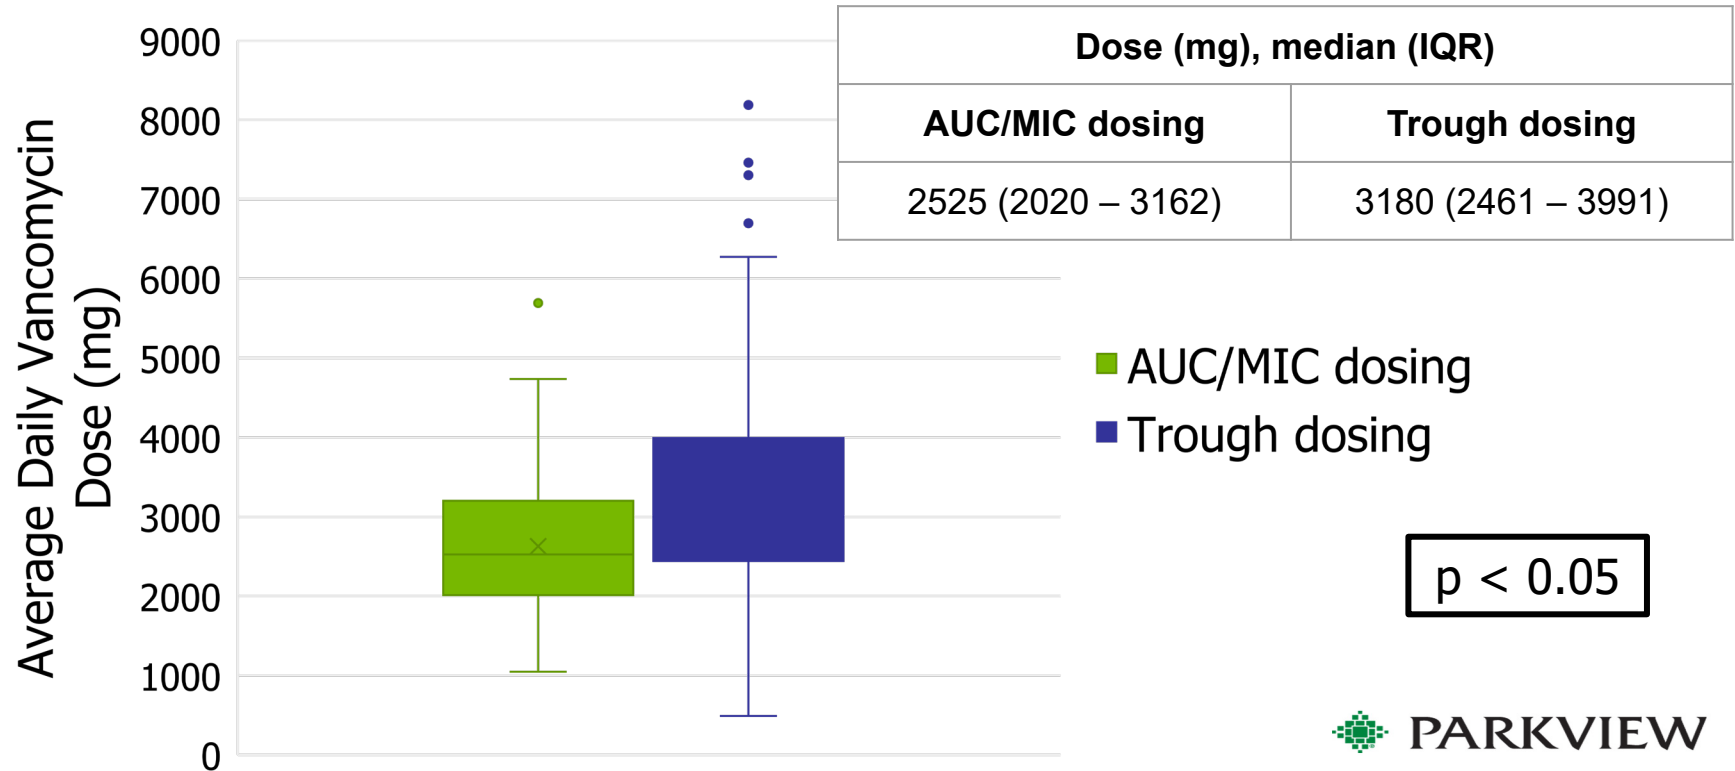 Average Daily Vancomycin
Dose (mg)
9000
8000
7000
6000
5000
4000
3000
2000
1000
0
Dose (mg), median (IQR)
AUC/MIC dosing
Trough dosing
2525 (2020 – 3162)
3180 (2461 – 3991)
AUC/MIC dosing
Trough dosing
p < 0.05
PARKVIEW